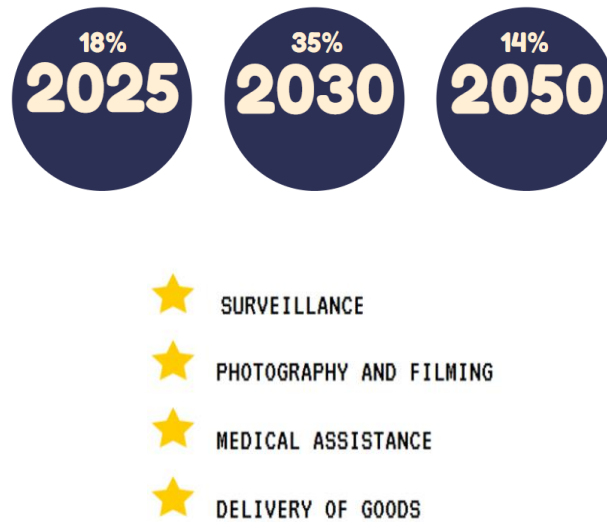 18% 35% 14%
2025 2030 2050
SURVEILLANCE
PHOTOGRAPHY AND FILMING
MEDICAL ASSISTANCE
DELIVERY OF GOODS